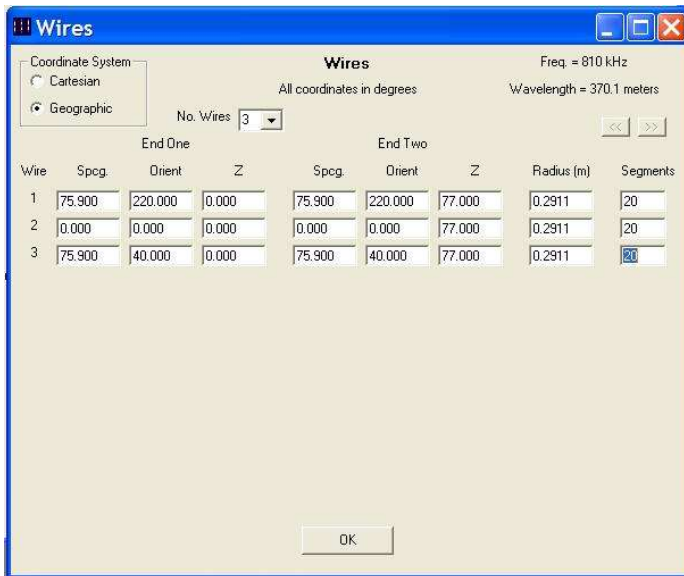 Wires
Coordinate System
Cartesian
Geographic
Wires
All coordinates in degrees
Freq. = 810 kHz
Wavelength = 370.1 meters
No. Wires 3
<< >>
End One End Two
Wire Spcg. Orient Z Spcg. Orient Z Radius (m) Segments
1 75.900 220.000 0.000 75.900 220.000 77.000 0.2911 20
2 0.000 0.000 0.000 0.000 0.000 77.000 0.2911 20
3 75.900 40.000 0.000 75.900 40.000 77.000 0.2911 20
OK